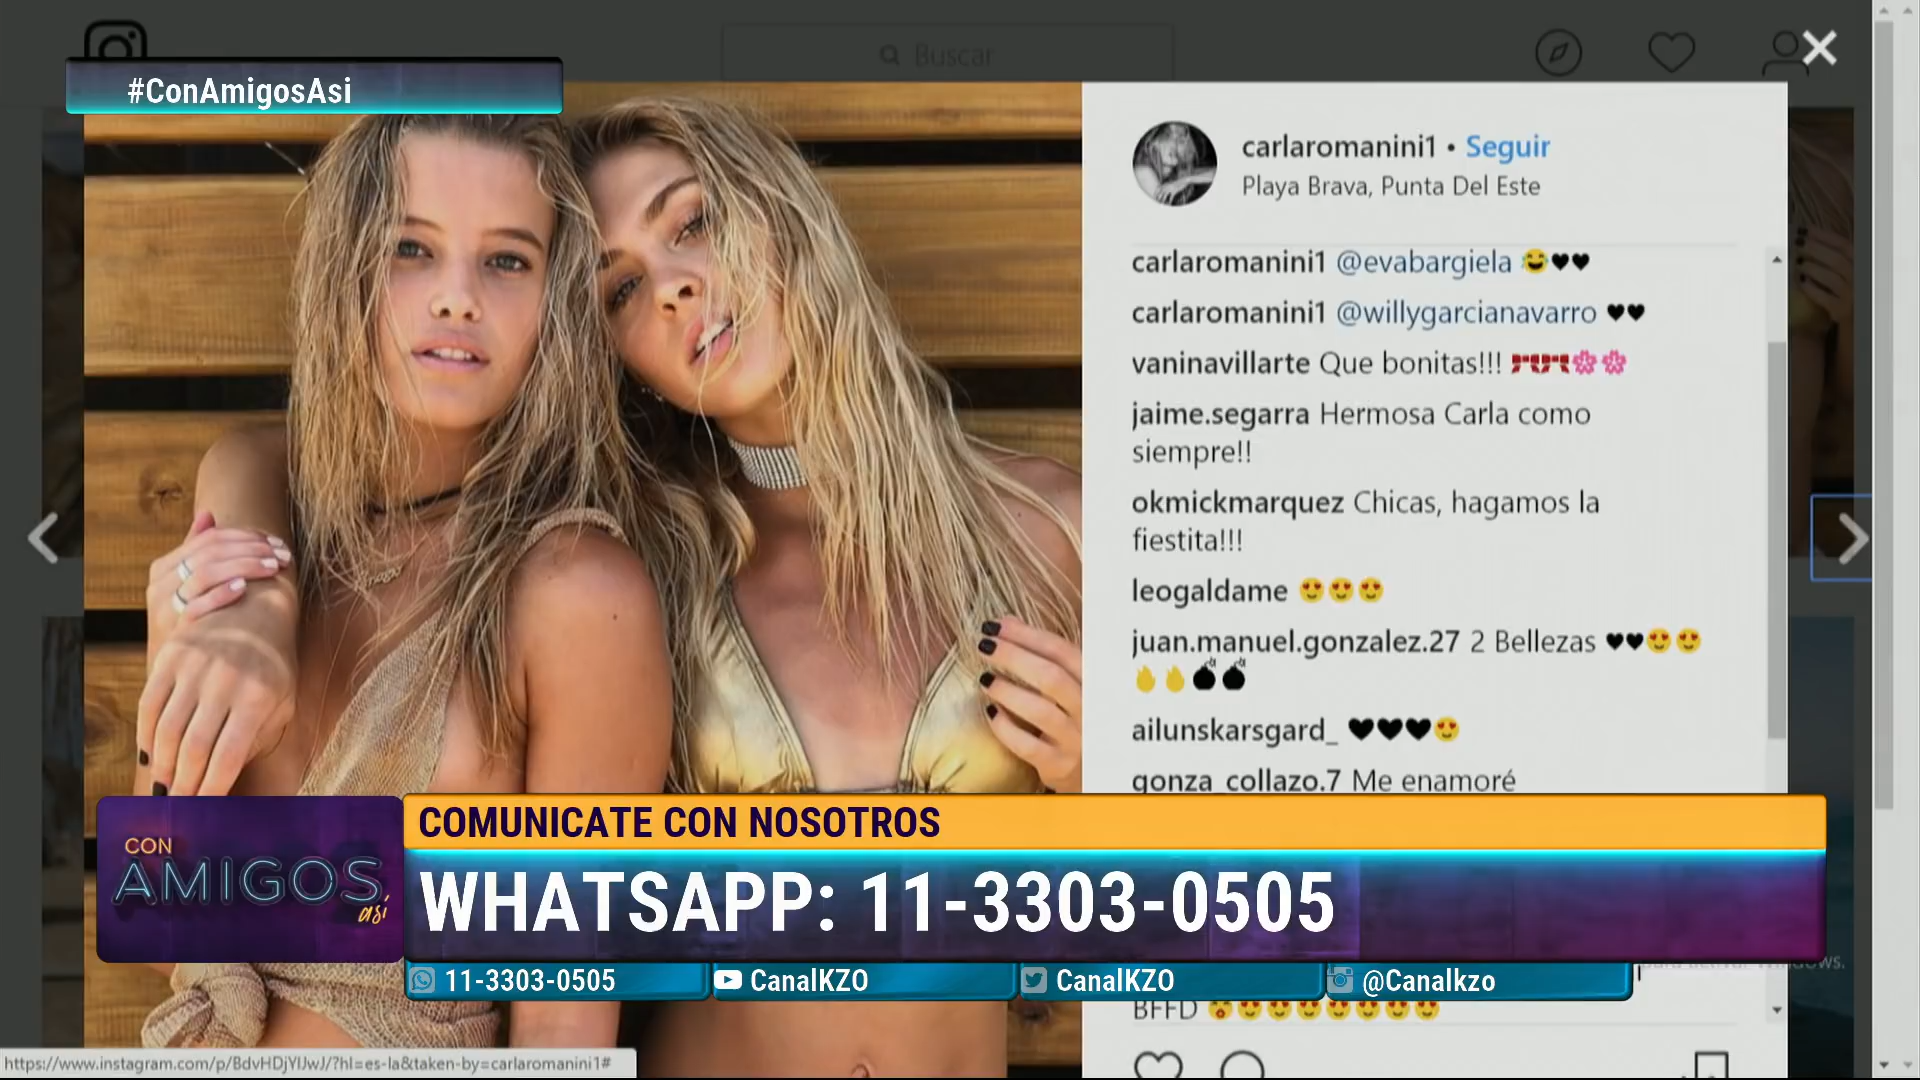 Buscar
#ConAmigosAsi
carlaromanini1 • Seguir
Playa Brava, Punta Del Este
carlaromanini1 @evabargiela 😂♥♥
carlaromanini1 @willygarcianavarro ♥♥
vaninavillarte Que bonitas!!! 🎀🎀🌸🌸
jaime.segarra Hermosa Carla como
siempre!!
okmickmarquez Chicas, hagamos la
fiestita!!!
leogaldame 😍😍😍
juan.manuel.gonzalez.27 2 Bellezas ♥♥😍😍
🔥🔥💣💣
ailunskarsgard_ ♥♥♥😍
gonza_collazo.7 Me enamoré
CON
AMIGOS
así
COMUNICATE CON NOSOTROS
WHATSAPP: 11-3303-0505
11-3303-0505
CanalKZO
CanalKZO
@Canalkzo
BFFD 😲😍😍😍😍😍😍😍
https://www.instagram.com/p/BdvHDjYlJwJ/?hl=es-la&taken-by=carlaromanini1#